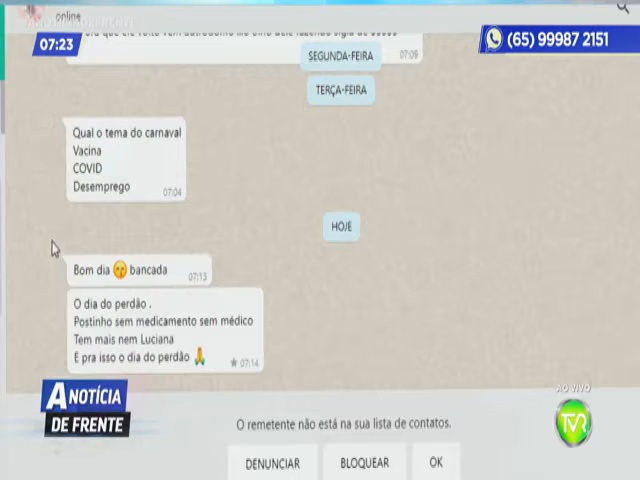 online
07:23
(65) 99987 2151
07:09
SEGUNDA-FEIRA
TERÇA-FEIRA
Qual o tema do carnaval
Vacina
COVID
Desemprego
07:04
HOJE
Bom dia 😗 bancada
07:13
O dia do perdão .
Postinho sem medicamento sem médico
Tem mais nem Luciana
E pra isso o dia do perdão 🙏
★ 07:14
A NOTÍCIA
DE FRENTE
AO VIVO
TVR
O remetente não está na sua lista de contatos.
DENUNCIAR
BLOQUEAR
OK